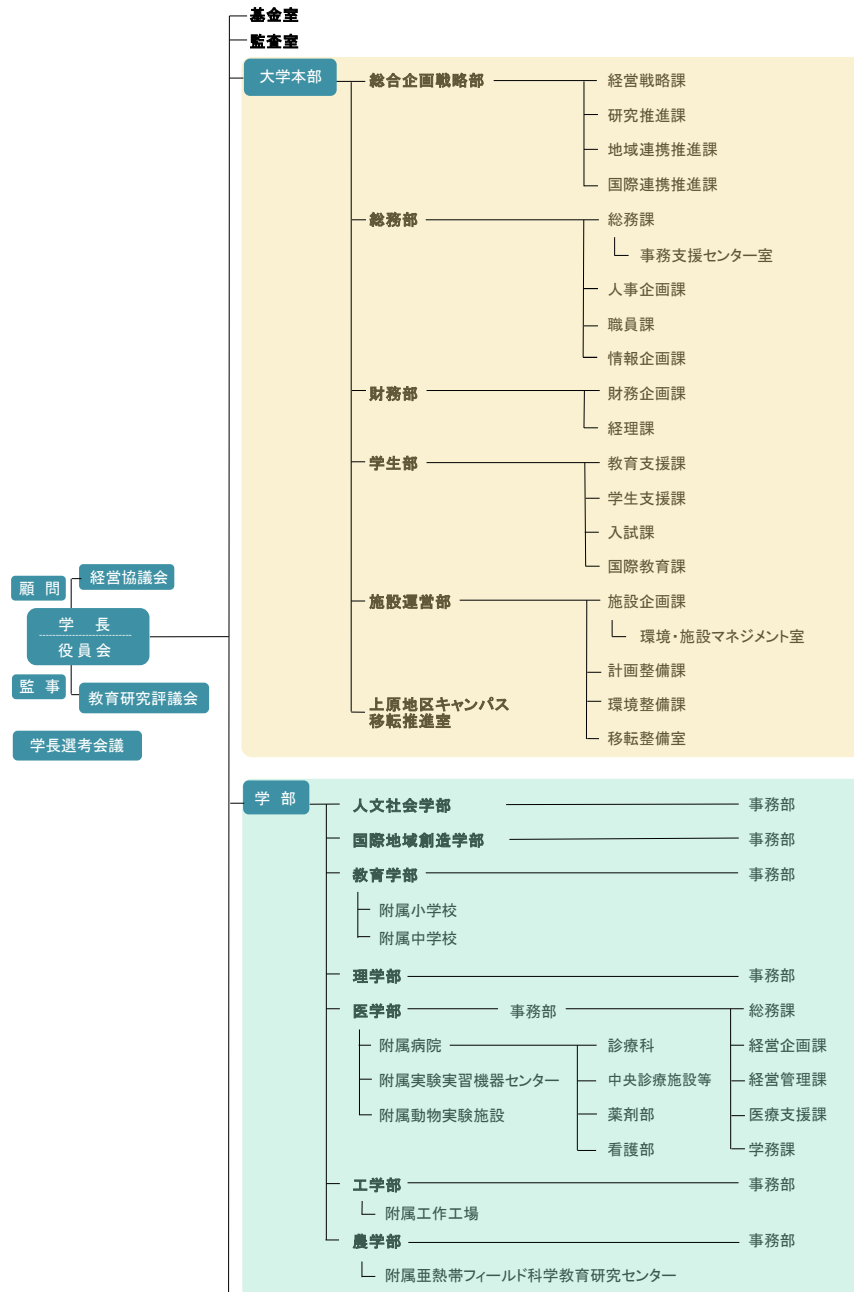 基金室
監査室
大学本部
総合企画戦略部
経営戦略課
研究推進課
地域連携推進課
国際連携推進課
総務部
総務課
事務支援センター室
人事企画課
職員課
情報企画課
財務部
財務企画課
経理課
学生部
教育支援課
学生支援課
入試課
国際教育課
施設運営部
施設企画課
環境・施設マネジメント室
計画整備課
環境整備課
移転整備室
上原地区キャンパス
移転推進室
顧 問
経営協議会
学 長
役員会
監 事
教育研究評議会
学長選考会議
学 部
人文社会学部 事務部
国際地域創造学部 事務部
教育学部 事務部
附属小学校
附属中学校
理学部 事務部
医学部 事務部 総務課
附属病院 診療科 経営企画課
附属実験実習機器センター 中央診療施設等 経営管理課
附属動物実験施設 薬剤部 医療支援課
看護部 学務課
工学部 事務部
附属工作工場
農学部 事務部
附属亜熱帯フィールド科学教育研究センター